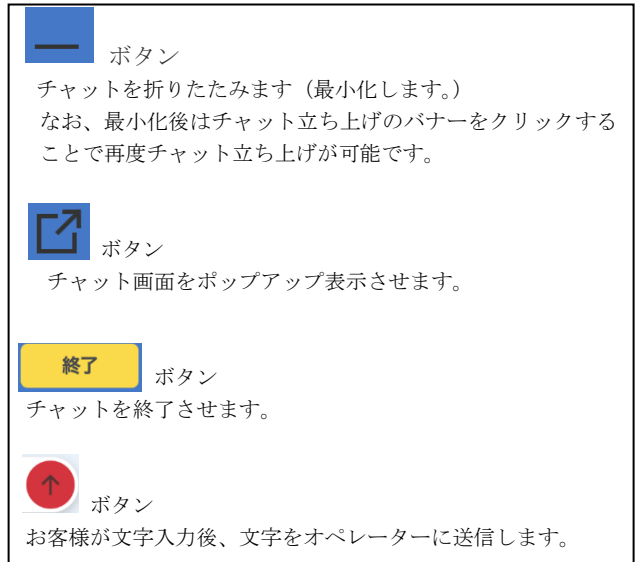 ボタン
チャットを折りたたみます（最小化します。）
なお、最小化後はチャット立ち上げのバナーをクリックする
ことで再度チャット立ち上げが可能です。
ボタン
チャット画面をポップアップ表示させます。
終了 ボタン
チャットを終了させます。
ボタン
お客様が文字入力後、文字をオペレーターに送信します。